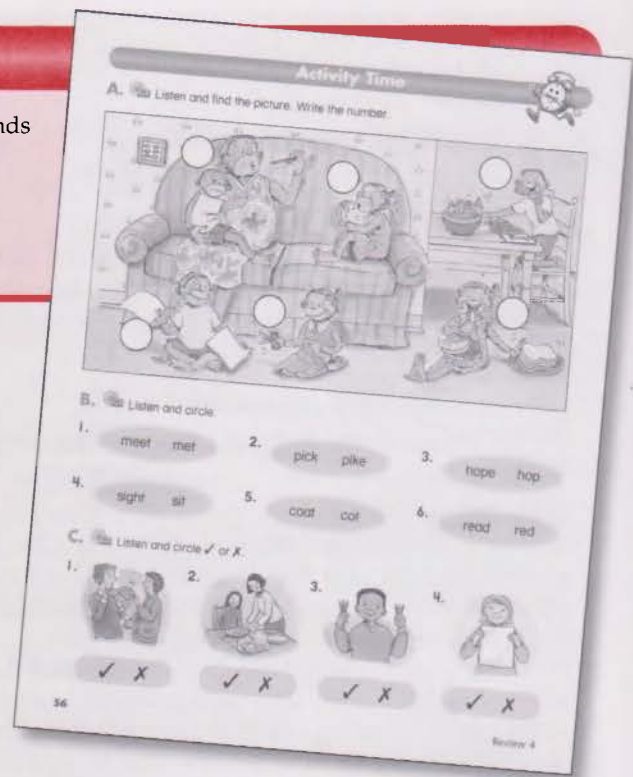 nds
Activity Time
A. Listen and find the picture. Write the number.
B. Listen and circle.
1. meet met 2. pick pike 3. hope hop
4. sight sit 5. coat cot 6. read red
C. Listen and circle ✓ or ✗.
1. 2. 3. 4.
✓ ✗ ✓ ✗ ✓ ✗ ✓ ✗
56
Review 4